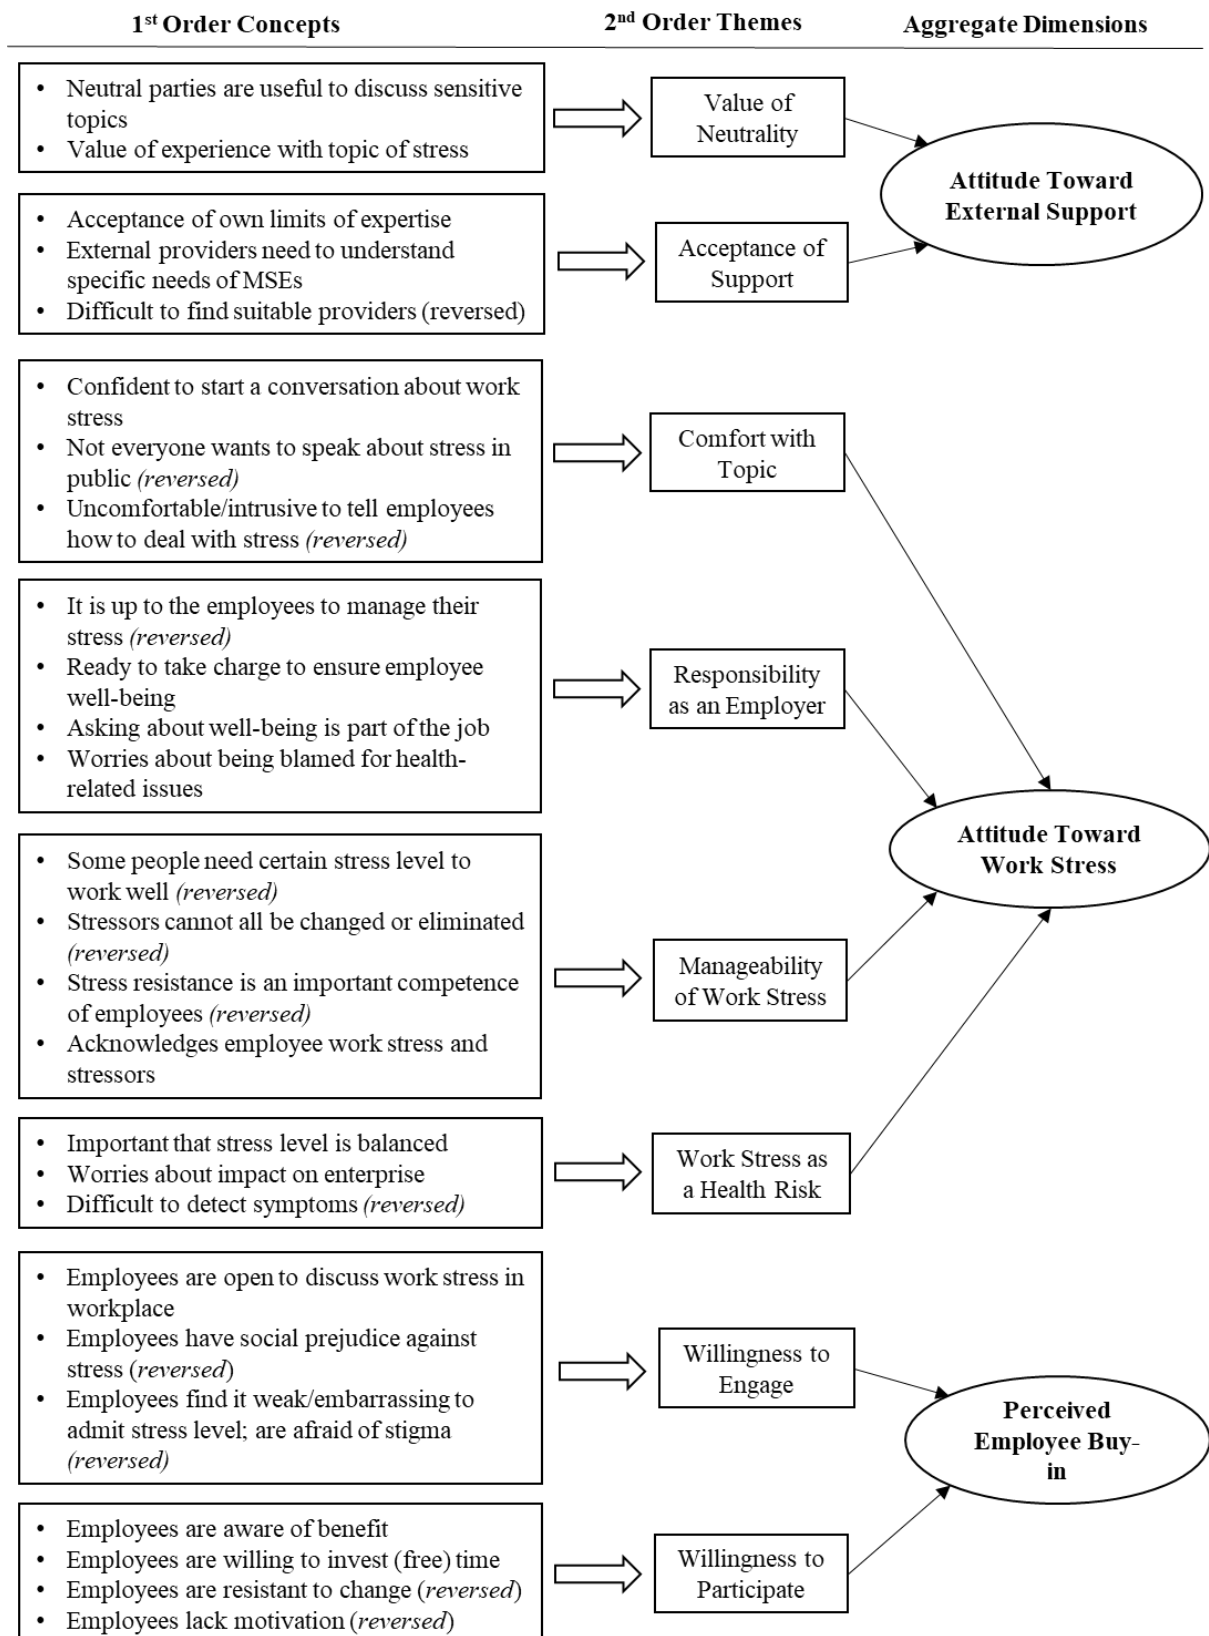 1st Order Concepts
2nd Order Themes
Aggregate Dimensions
• Neutral parties are useful to discuss sensitive
topics
• Value of experience with topic of stress
Value of
Neutrality
Attitude Toward
External Support
• Acceptance of own limits of expertise
• External providers need to understand
specific needs of MSEs
• Difficult to find suitable providers (reversed)
Acceptance of
Support
• Confident to start a conversation about work
stress
• Not everyone wants to speak about stress in
public (reversed)
• Uncomfortable/intrusive to tell employees
how to deal with stress (reversed)
Comfort with
Topic
• It is up to the employees to manage their
stress (reversed)
• Ready to take charge to ensure employee
well-being
• Asking about well-being is part of the job
• Worries about being blamed for health-
related issues
Responsibility
as an Employer
Attitude Toward
Work Stress
• Some people need certain stress level to
work well (reversed)
• Stressors cannot all be changed or eliminated
(reversed)
• Stress resistance is an important competence
of employees (reversed)
• Acknowledges employee work stress and
stressors
Manageability
of Work Stress
• Important that stress level is balanced
• Worries about impact on enterprise
• Difficult to detect symptoms (reversed)
Work Stress as
a Health Risk
• Employees are open to discuss work stress in
workplace
• Employees have social prejudice against
stress (reversed)
• Employees find it weak/embarrassing to
admit stress level; are afraid of stigma
(reversed)
Willingness to
Engage
Perceived
Employee Buy-
in
• Employees are aware of benefit
• Employees are willing to invest (free) time
• Employees are resistant to change (reversed)
• Employees lack motivation (reversed)
Willingness to
Participate